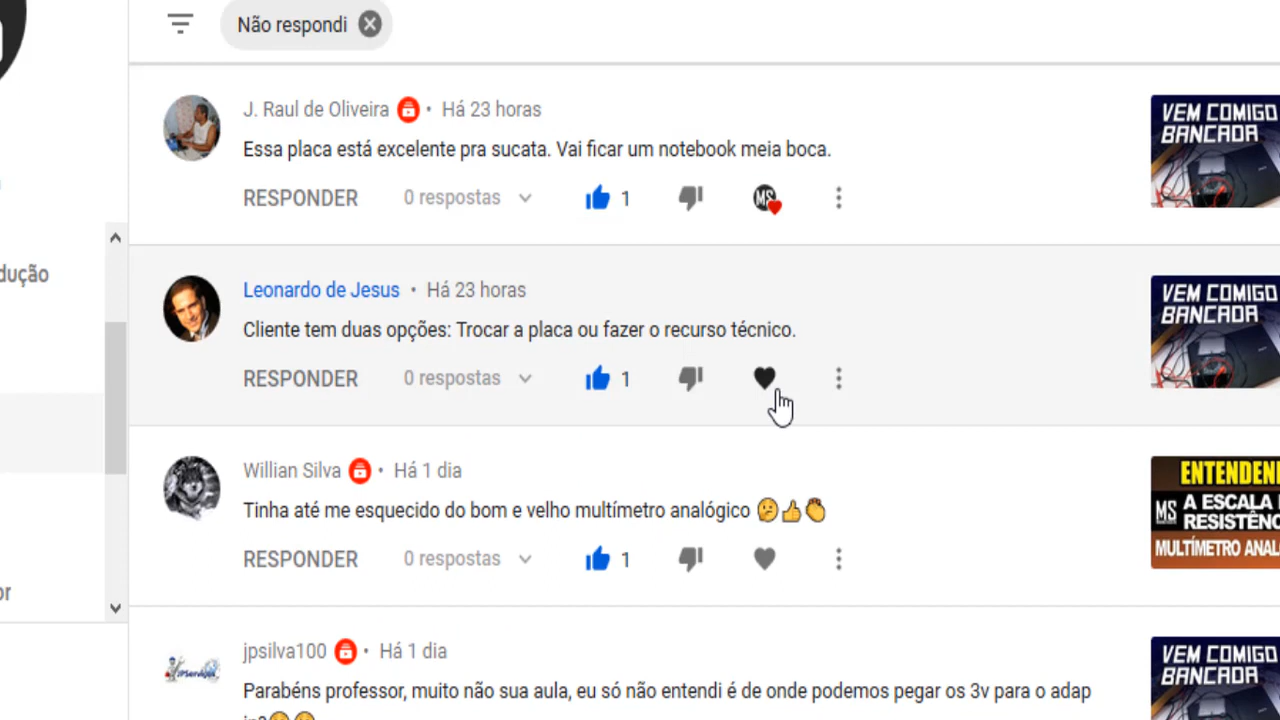 Não respondi
J. Raul de Oliveira • Há 23 horas
Essa placa está excelente pra sucata. Vai ficar um notebook meia boca.
RESPONDER 0 respostas 1 MS
VEM COMIGO
BANCADA
dução
Leonardo de Jesus • Há 23 horas
Cliente tem duas opções: Trocar a placa ou fazer o recurso técnico.
RESPONDER 0 respostas 1
VEM COMIGO
BANCADA
Willian Silva • Há 1 dia
Tinha até me esquecido do bom e velho multímetro analógico 😕👍👏
RESPONDER 0 respostas 1
ENTENDEN
MS A ESCALA
RESISTÊNC
MULTÍMETRO ANAL
or
jpsilva100 • Há 1 dia
Parabéns professor, muito não sua aula, eu só não entendi é de onde podemos pegar os 3v para o adap
VEM COMIGO
BANCADA